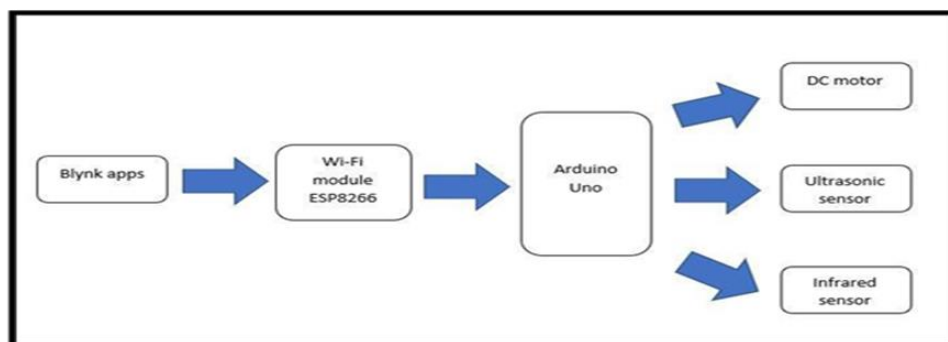 Blynk apps
Wi-Fi
module
ESP8266
Arduino
Uno
DC motor
Ultrasonic
sensor
Infrared
sensor